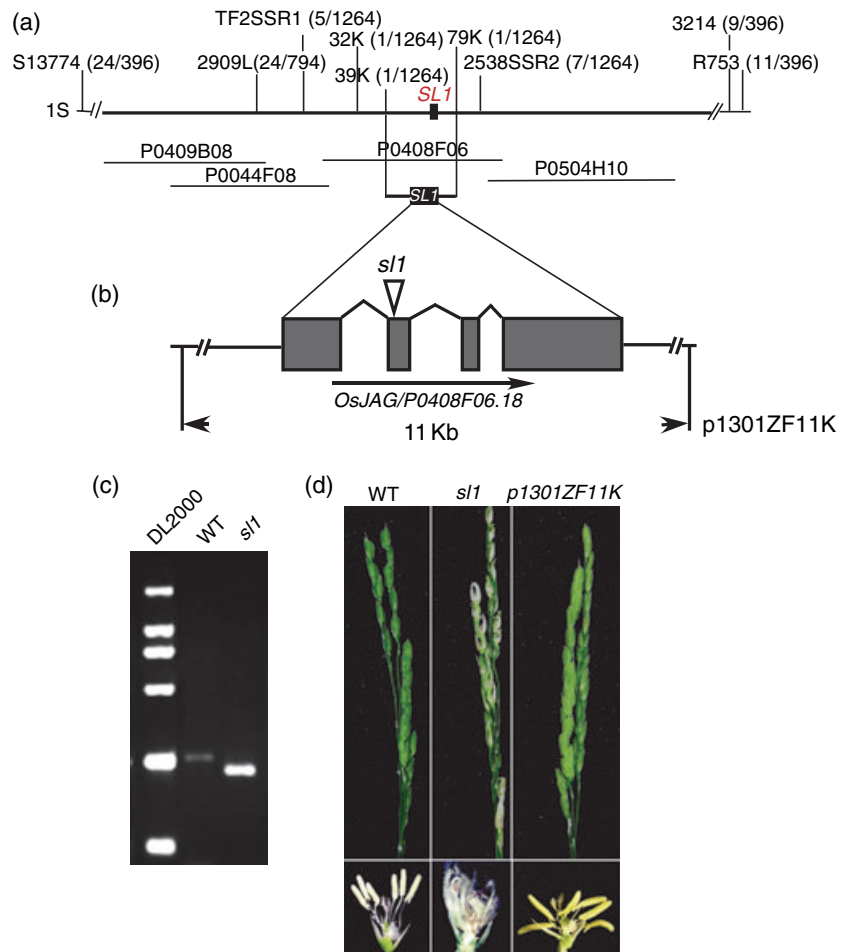 (a)
TF2SSR1 (5/1264)
32K (1/1264) 79K (1/1264) 3214 (9/396)
S13774 (24/396) 2909L(24/794) 2538SSR2 (7/1264) R753 (11/396)
39K (1/1264)
SL1
1S
P0409B08 P0408F06
P0044F08 P0504H10
SL1
(b)
sl1
OsJAG/P0408F06.18
11 Kb
p1301ZF11K
(c)
DL2000
WT
sl1
(d)
WT sl1 p1301ZF11K